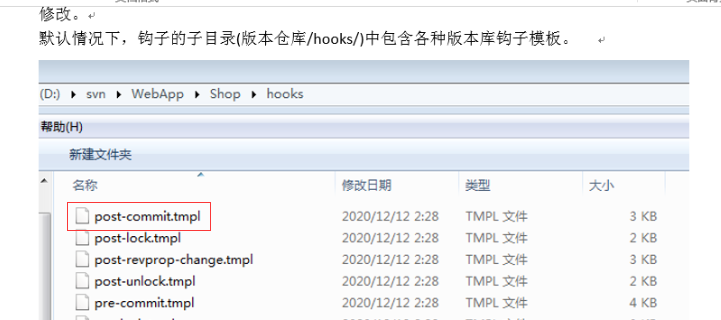 修改。
默认情况下，钩子的子目录(版本仓库/hooks/)中包含各种版本库钩子模板。
(D:) ▸ svn ▸ WebApp ▸ Shop ▸ hooks
帮助(H)
新建文件夹
名称 修改日期 类型 大小
post-commit.tmpl 2020/12/12 2:28 TMPL 文件 3 KB
post-lock.tmpl 2020/12/12 2:28 TMPL 文件 2 KB
post-revprop-change.tmpl 2020/12/12 2:28 TMPL 文件 3 KB
post-unlock.tmpl 2020/12/12 2:28 TMPL 文件 2 KB
pre-commit.tmpl 2020/12/12 2:28 TMPL 文件 4 KB